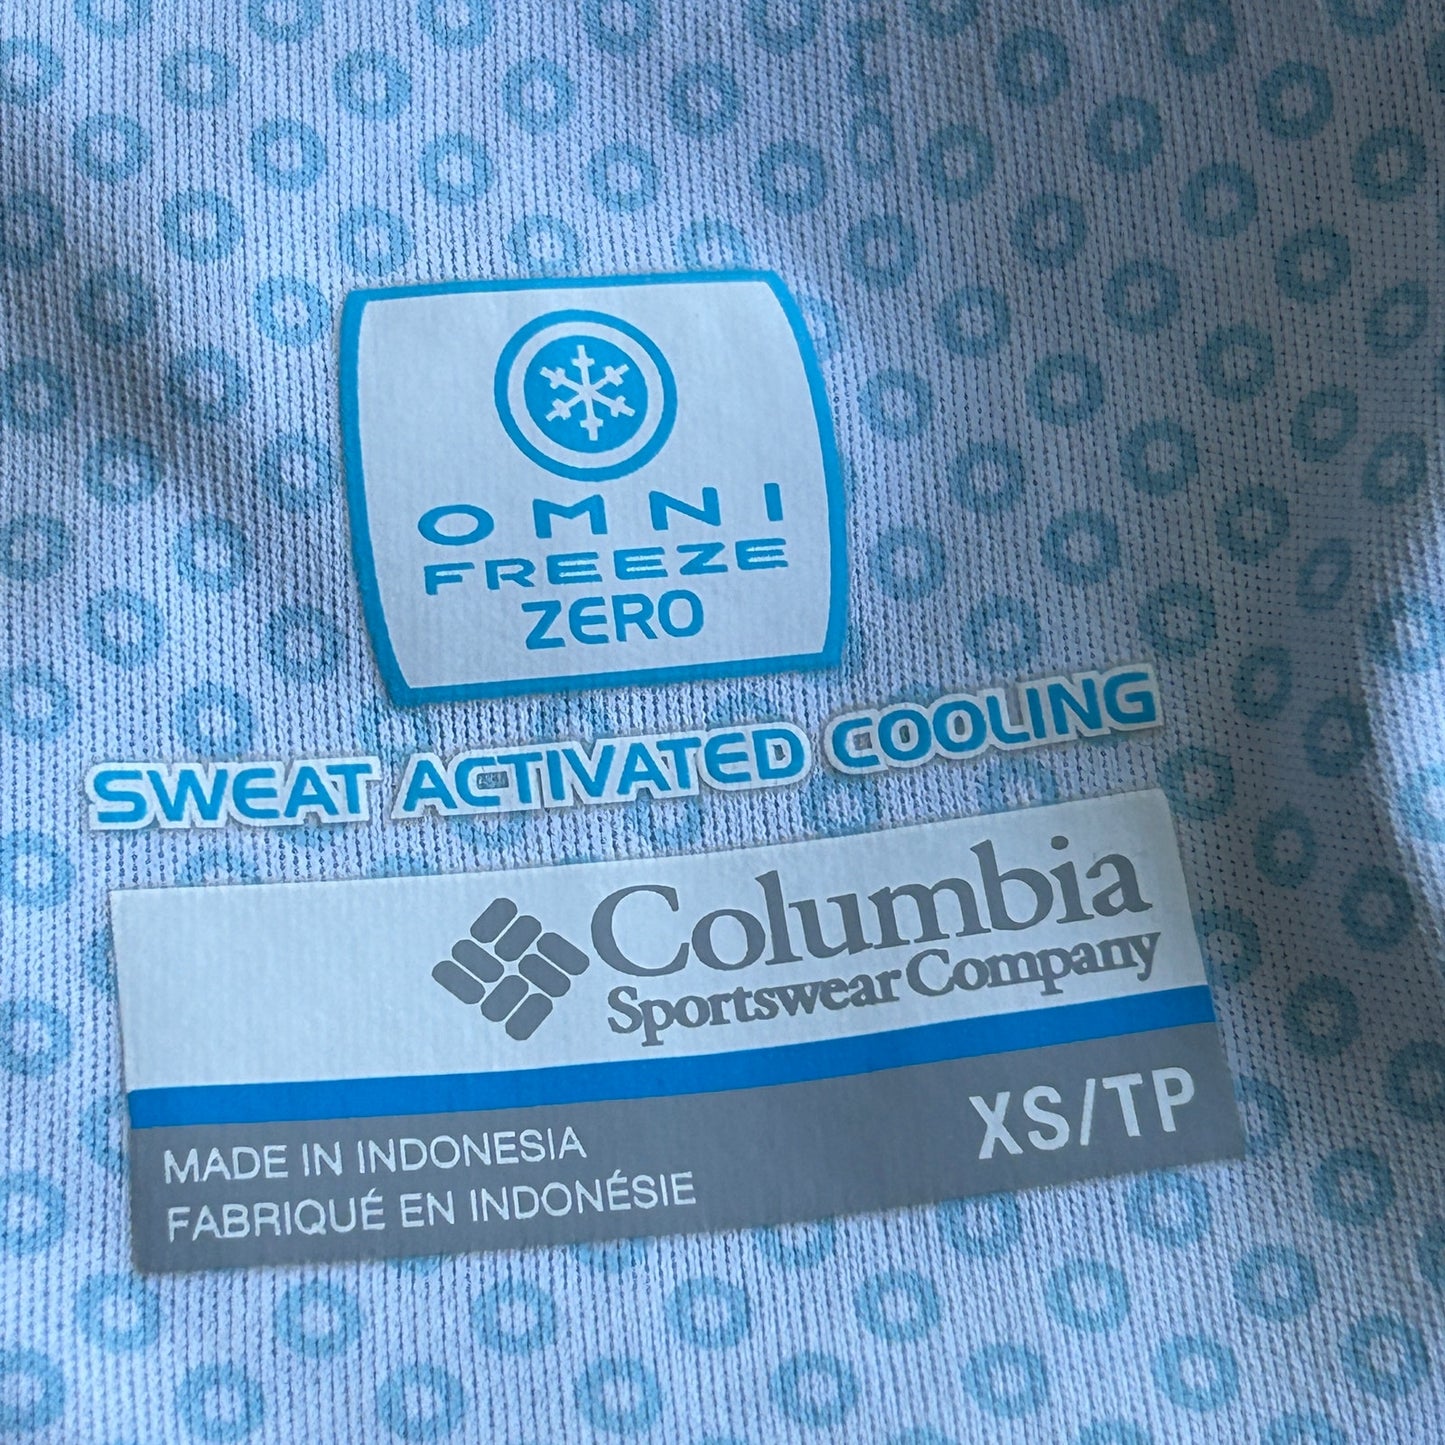 OMNI
FREEZE
ZERO
SWEAT ACTIVATED COOLING
Columbia
Sportswear Company
XS/TP
MADE IN INDONESIA
FABRIQUÉ EN INDONÉSIE